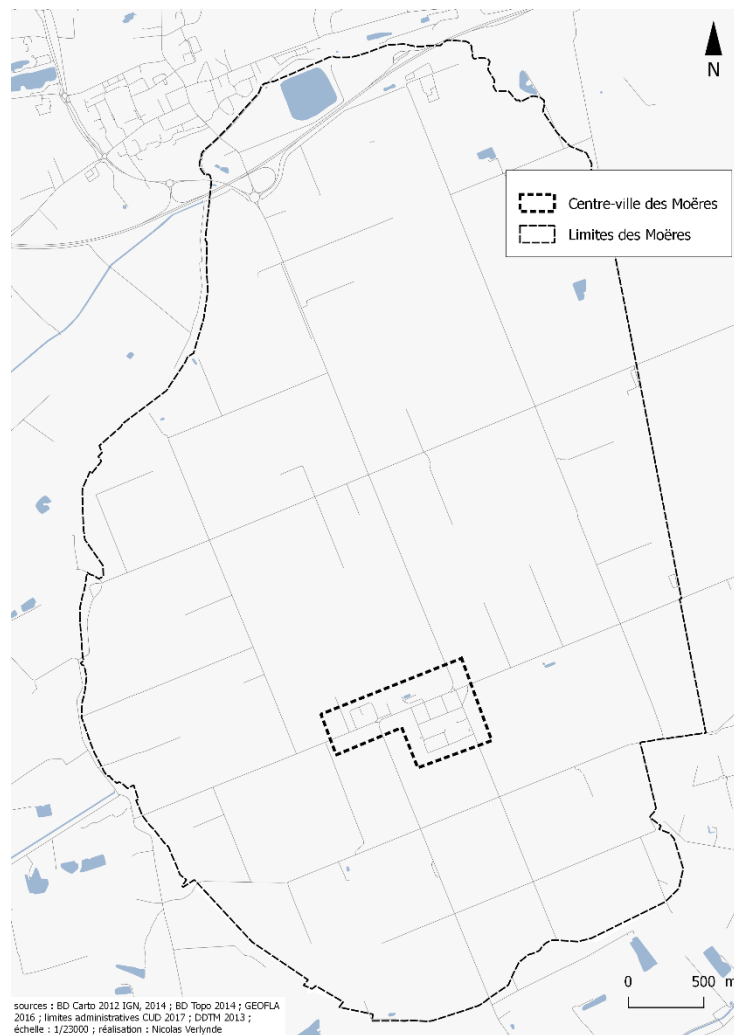 N
Centre-ville des Moëres
Limites des Moëres
0 500 m
sources : BD Carto 2012 IGN, 2014 ; BD Topo 2014 ; GEOFLA
2016 ; limites administratives CUD 2017 ; DDTM 2013 ;
échelle : 1/23000 ; réalisation : Nicolas Verlynde